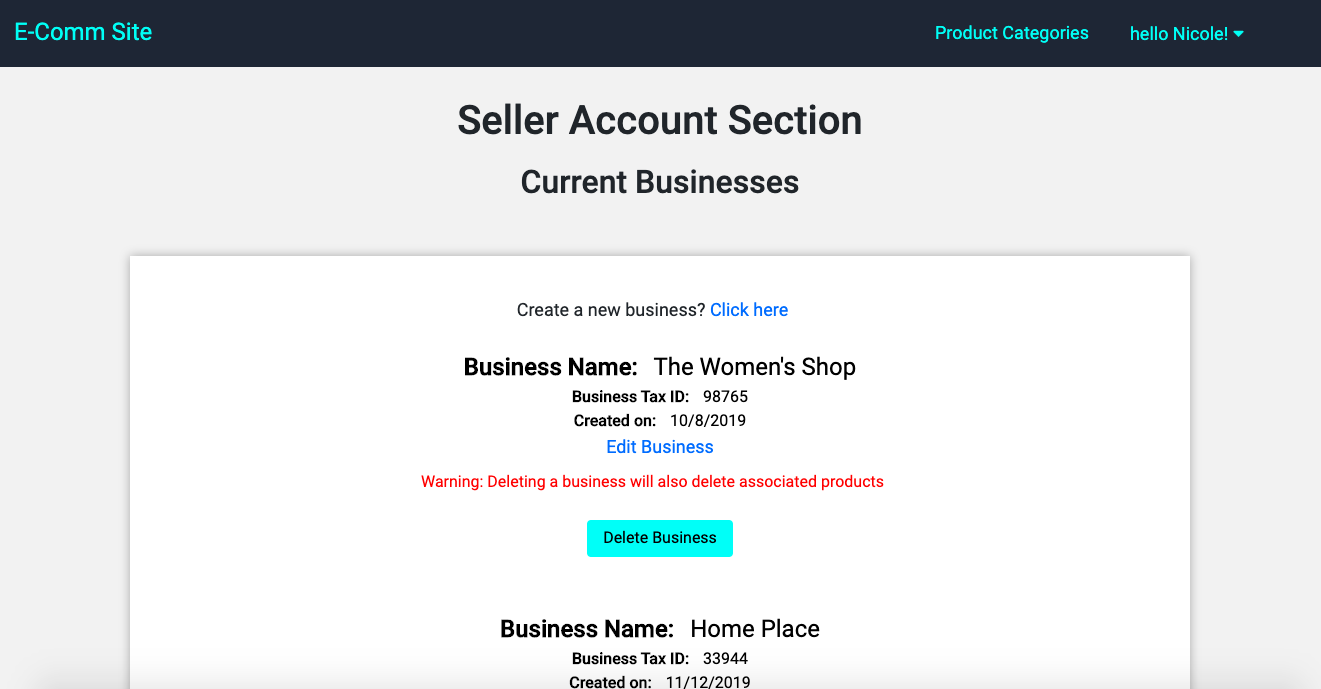 E-Comm Site
Product Categories
hello Nicole!
Seller Account Section
Current Businesses
Create a new business? Click here
Business Name: The Women's Shop
Business Tax ID: 98765
Created on: 10/8/2019
Edit Business
Warning: Deleting a business will also delete associated products
Delete Business
Business Name: Home Place
Business Tax ID: 33944
Created on: 11/12/2019